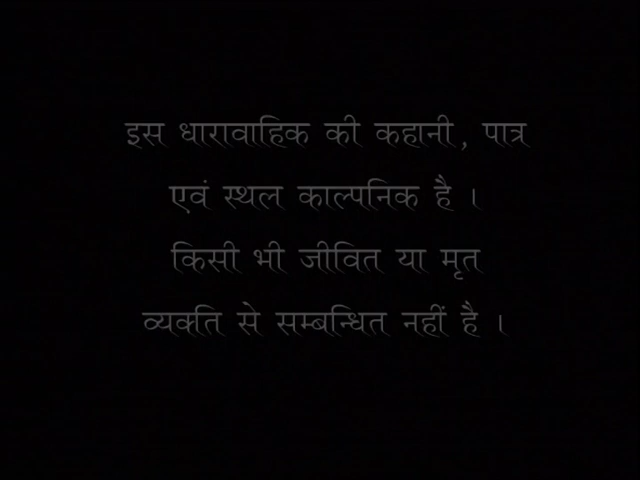 इस धारावाहिक की कहानी, पात्र
एवं स्थल काल्पनिक है ।
किसी भी जीवित या मृत
व्यक्ति से सम्बन्धित नहीं है ।